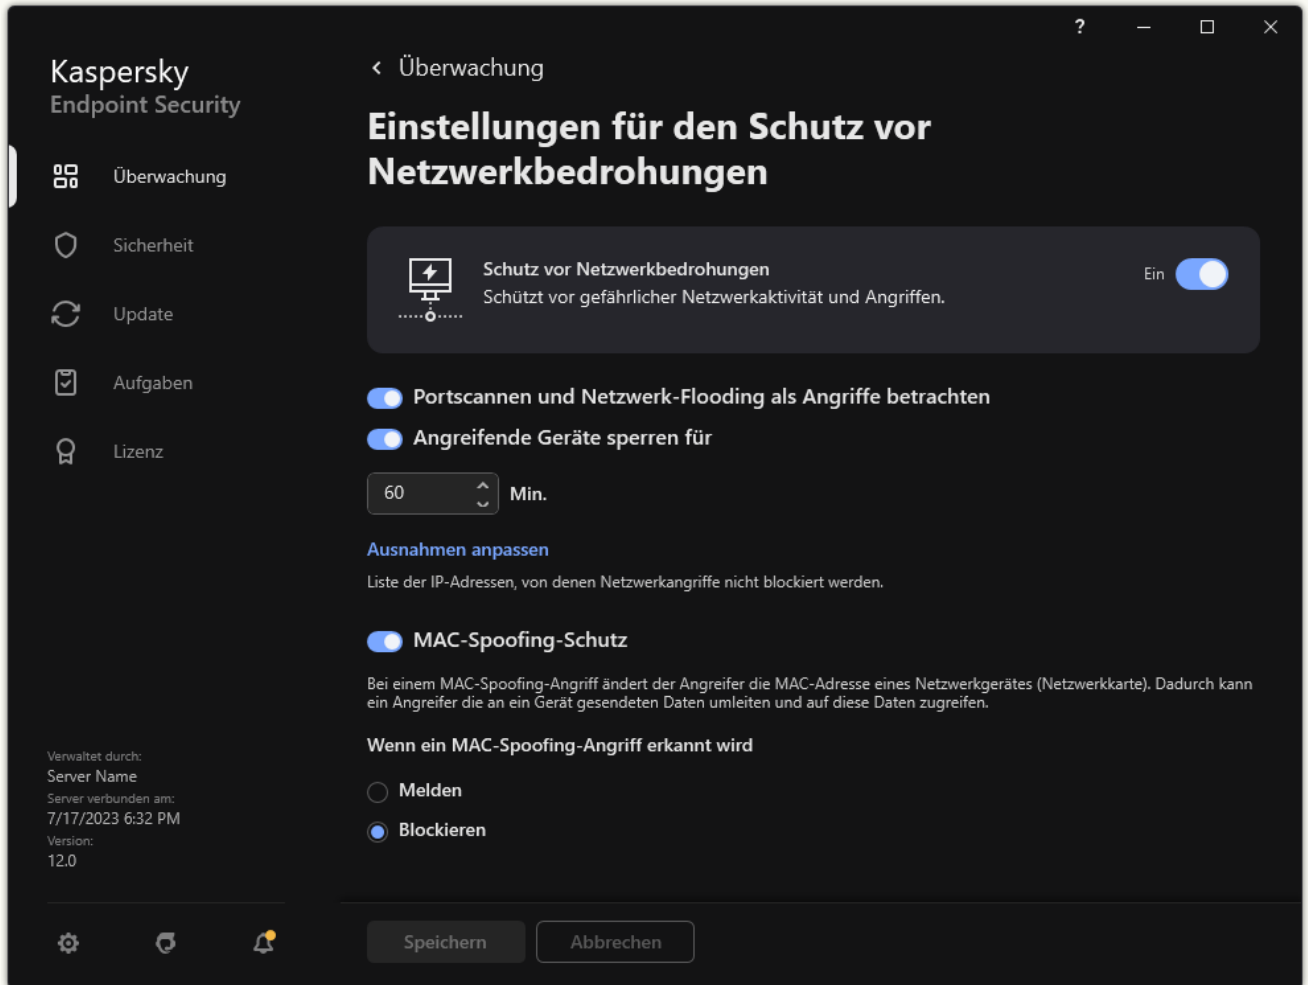 ?
Kaspersky
Endpoint Security
Überwachung
Sicherheit
Update
Aufgaben
Lizenz
Verwaltet durch:
Server Name
Server verbunden am:
7/17/2023 6:32 PM
Version:
12.0
Überwachung
Einstellungen für den Schutz vor
Netzwerkbedrohungen
Schutz vor Netzwerkbedrohungen
Schützt vor gefährlicher Netzwerkaktivität und Angriffen.
Ein
Portscannen und Netzwerk-Flooding als Angriffe betrachten
Angreifende Geräte sperren für
60 Min.
Ausnahmen anpassen
Liste der IP-Adressen, von denen Netzwerkangriffe nicht blockiert werden.
MAC-Spoofing-Schutz
Bei einem MAC-Spoofing-Angriff ändert der Angreifer die MAC-Adresse eines Netzwerkgerätes (Netzwerkkarte). Dadurch kann
ein Angreifer die an ein Gerät gesendeten Daten umleiten und auf diese Daten zugreifen.
Wenn ein MAC-Spoofing-Angriff erkannt wird
Melden
Blockieren
Speichern
Abbrechen